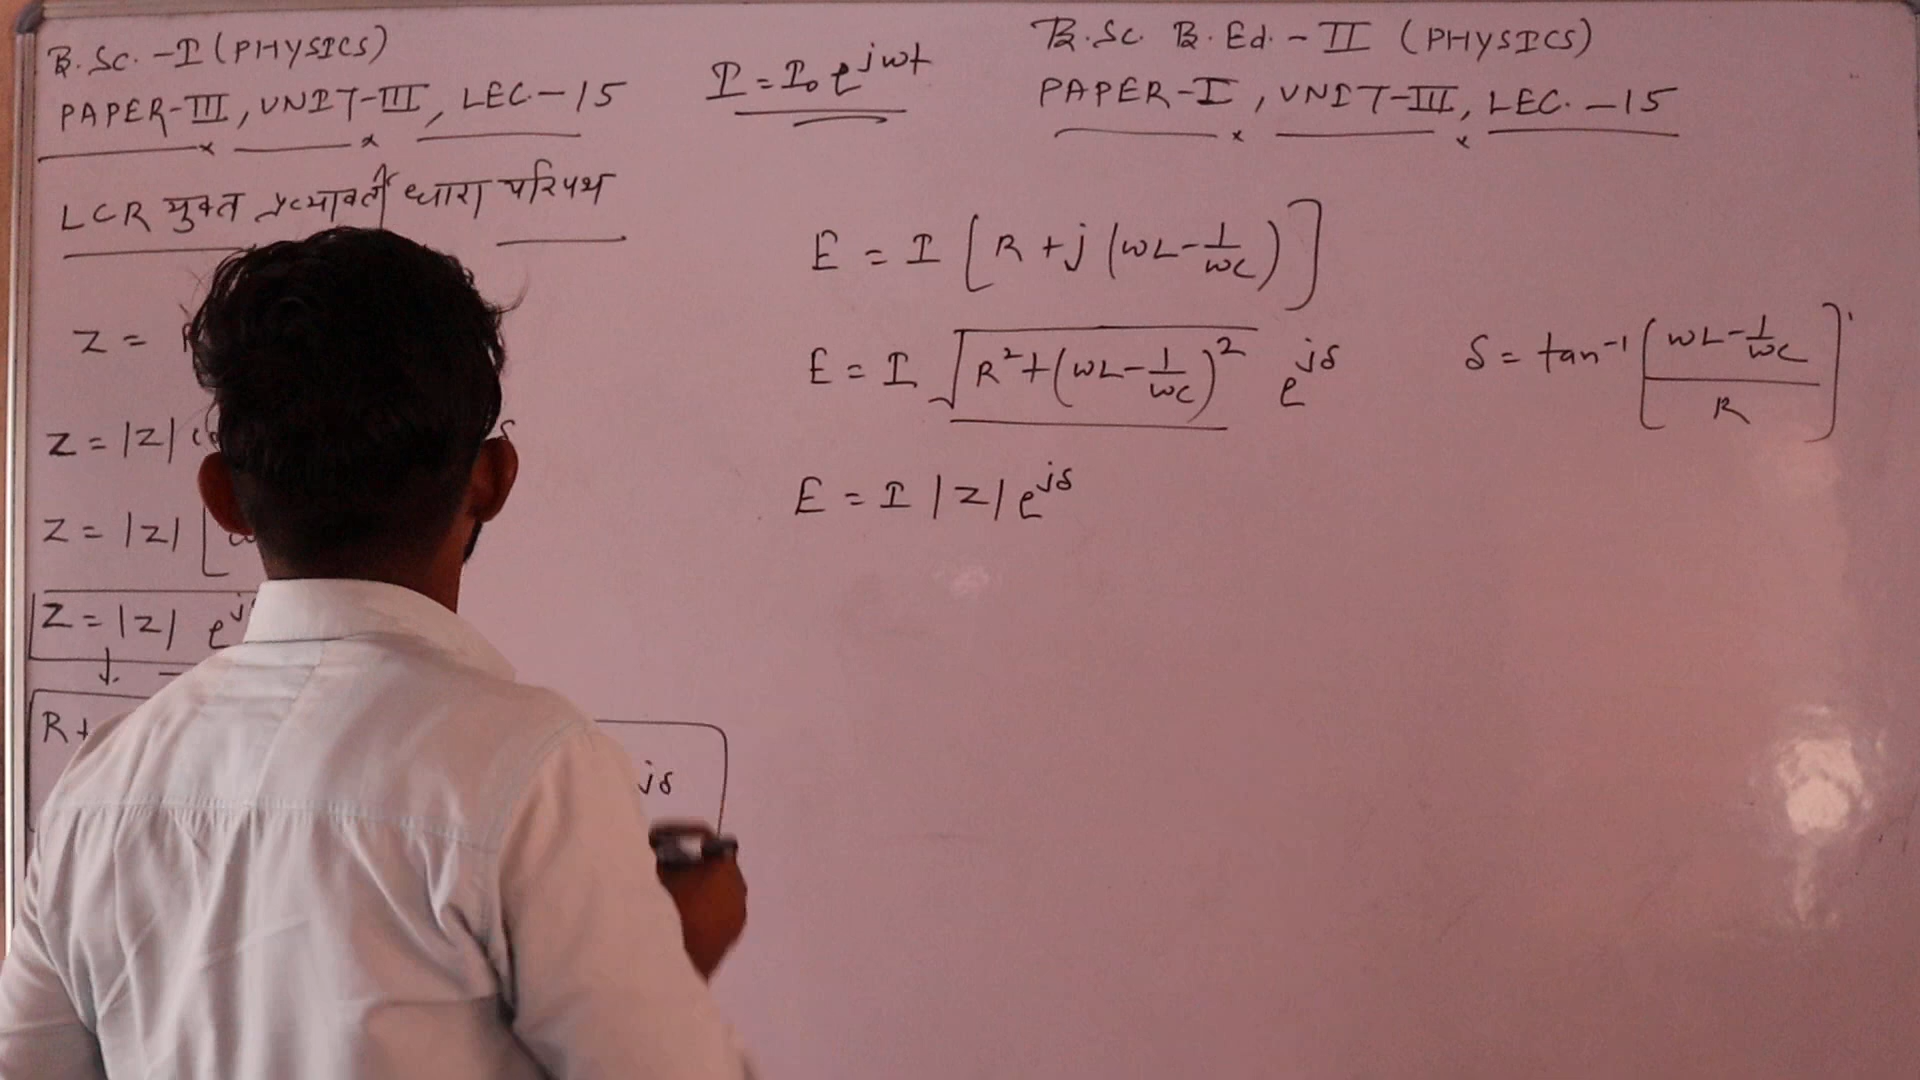 B.Sc.-I (PHYSICS)
PAPER-III, UNIT-III, LEC.-15
I = I₀ e^{jωt}
B.Sc. B.Ed.-II (PHYSICS)
PAPER-I, UNIT-III, LEC.-15
LCR युक्त प्रत्यावर्ती धारा परिपथ
Z =
Z = |Z|
Z = |Z| [
Z = |Z| e^{j
R+
jδ
E = I [R + j(ωL - 1/ωC)]
E = I √(R² + (ωL - 1/ωC)²) e^{jδ}
δ = tan⁻¹[(ωL - 1/ωC)/R]
E = I |Z| e^{jδ}